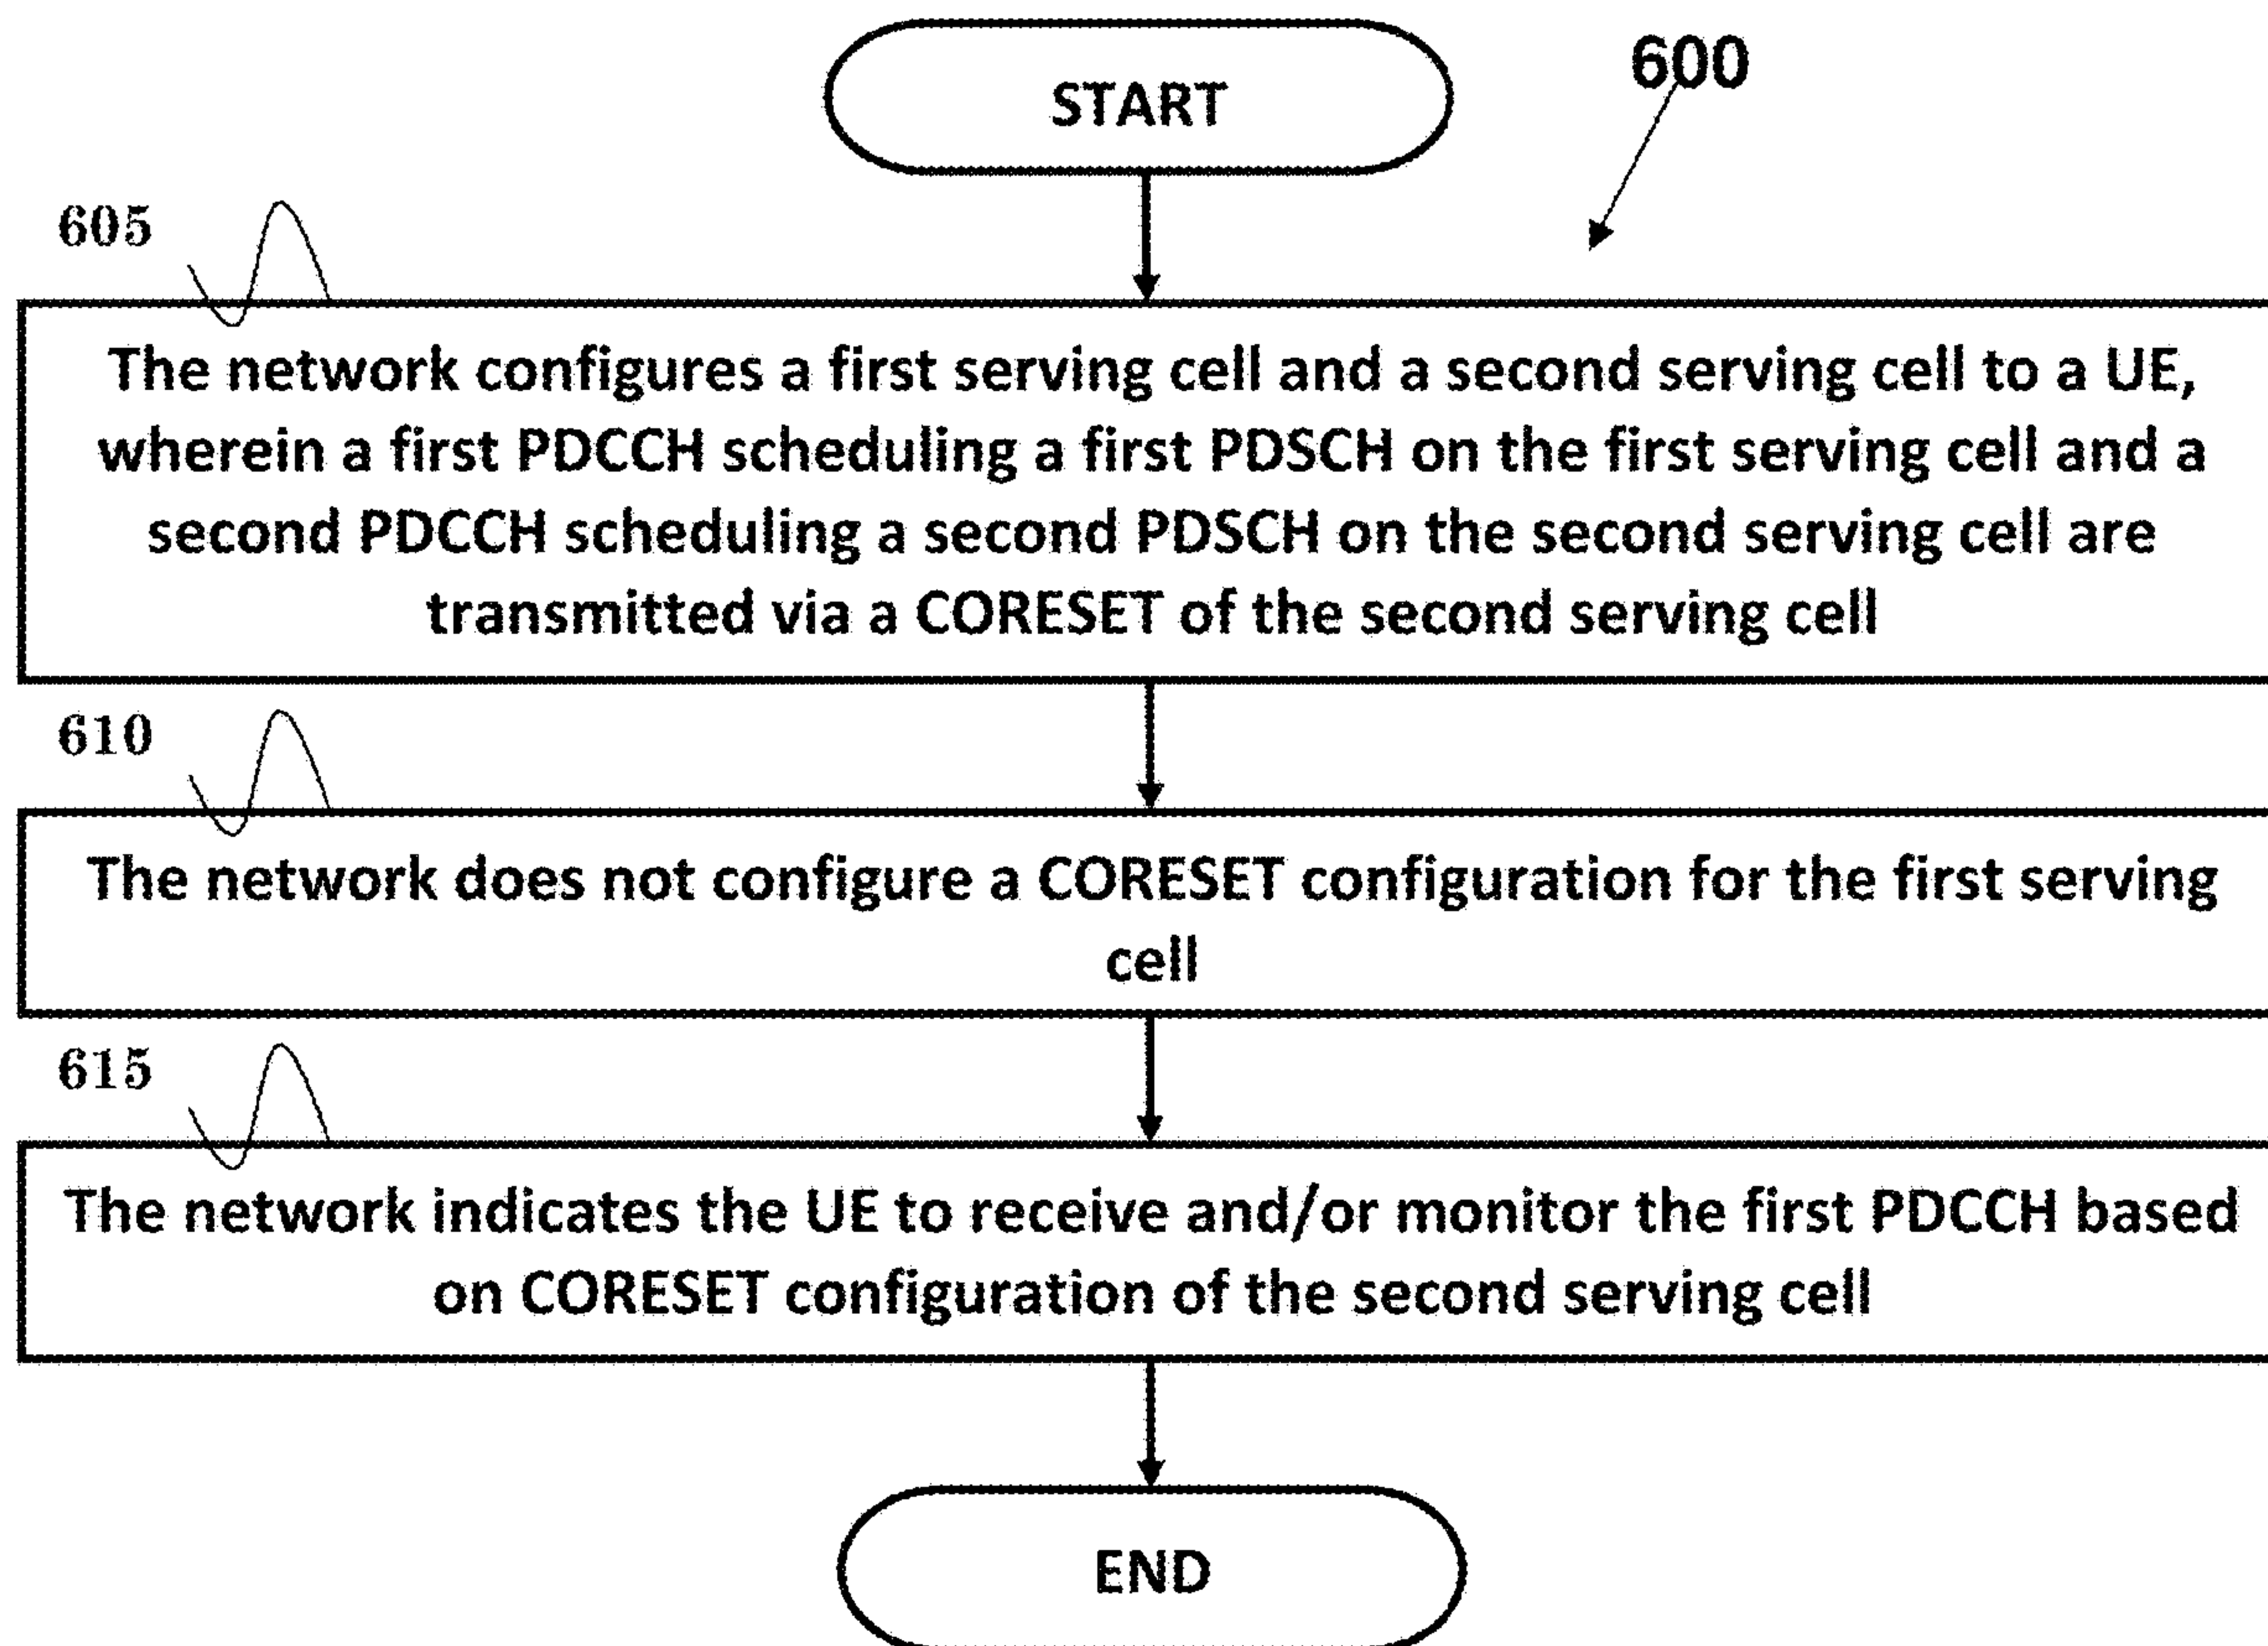 START
600
605
The network configures a first serving cell and a second serving cell to a UE,
wherein a first PDCCH scheduling a first PDSCH on the first serving cell and a
second PDCCH scheduling a second PDSCH on the second serving cell are
transmitted via a CORESET of the second serving cell
610
The network does not configure a CORESET configuration for the first serving
cell
615
The network indicates the UE to receive and/or monitor the first PDCCH based
on CORESET configuration of the second serving cell
END